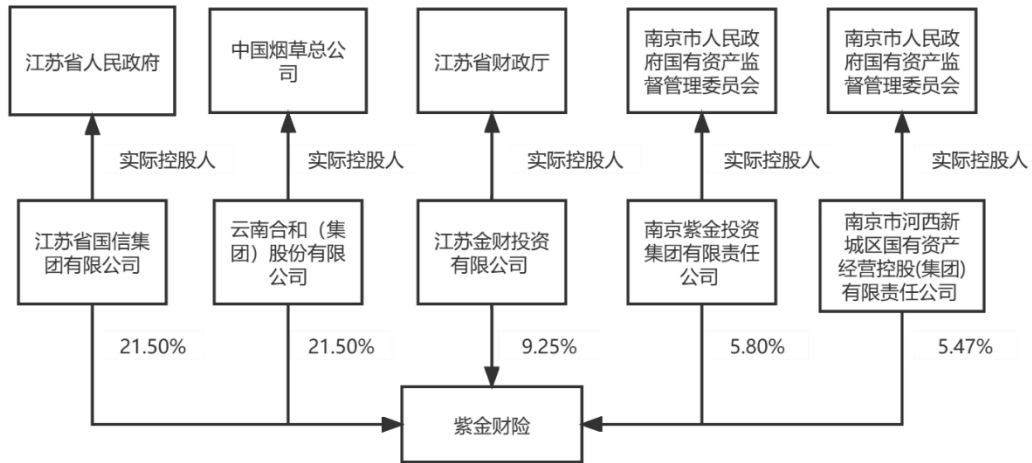 江苏省人民政府
中国烟草总公
司
江苏省财政厅
南京市人民政
府国有资产监
督管理委员会
南京市人民政
府国有资产监
督管理委员会
实际控股人
实际控股人
实际控股人
实际控股人
实际控股人
江苏省国信集
团有限公司
云南合和（集
团）股份有限
公司
江苏金财投资
有限公司
南京紫金投资
集团有限责任
公司
南京市河西新
城区国有资产
经营控股(集团)
有限责任公司
21.50%
21.50%
9.25%
5.80%
5.47%
紫金财险